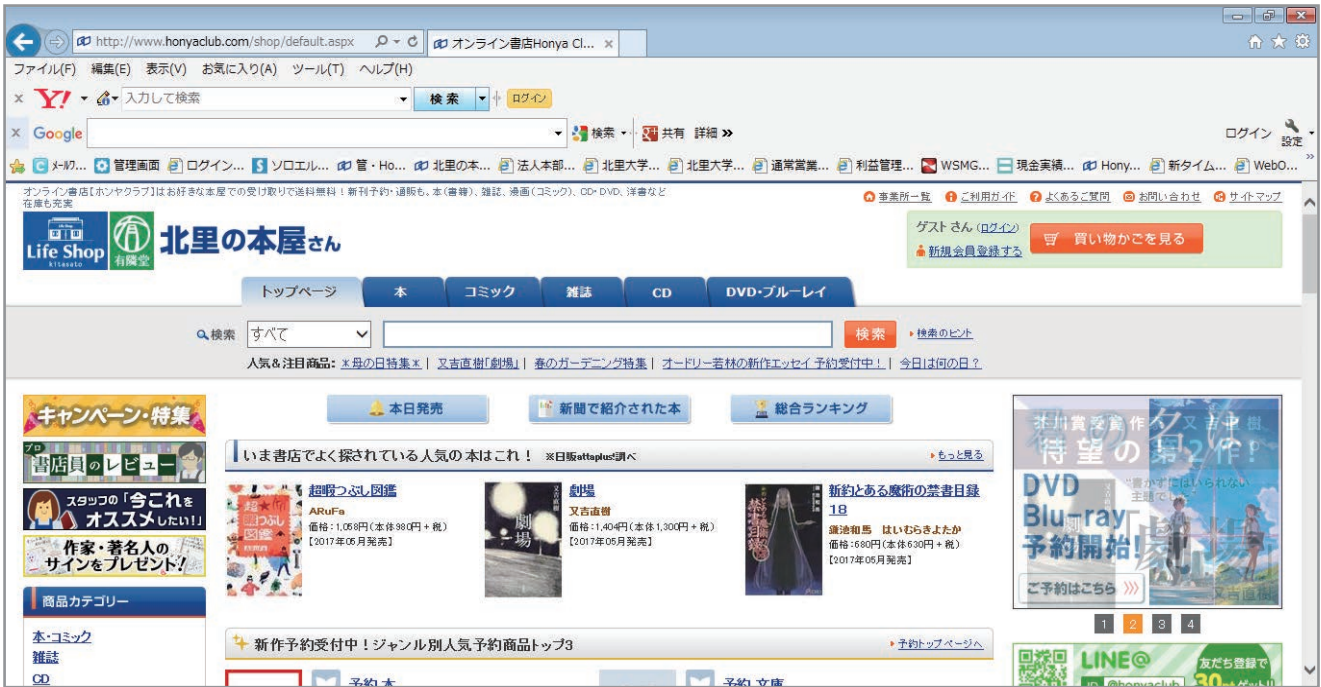 http://www.honyaclub.com/shop/default.aspx
オンライン書店Honya Cl...
ファイル(F) 編集(E) 表示(V) お気に入り(A) ツール(T) ヘルプ(H)
Y! 入力して検索 検索 ログイン
Google 検索 共有 詳細 » ログイン 設定
メールワ... 管理画面 ログイン... ソロエル... 管・Ho... 北里の本... 法人本部... 北里大学... 北里大学... 通常営業... 利益管理... WSMG... 現金実績... Hony... 新タイム... WebO...
オンライン書店【ホンヤクラブ】はお好きな本屋での受け取りで送料無料！新刊予約・通販も。本(書籍)、雑誌、漫画(コミック)、CD・DVD、洋書など
在庫も充実
事業所一覧 ご利用ガイド よくあるご質問 お問い合わせ サイトマップ
Life Shop
kitasato
有隣堂
北里の本屋さん
ゲスト さん (ログイン)
新規会員登録する
買い物かごを見る
トップページ 本 コミック 雑誌 CD DVD・ブルーレイ
検索 すべて 検索 検索のヒント
人気&注目商品: ×母の日特集× | 又吉直樹「劇場」 | 春のガーデニング特集 | オードリー若林の新作エッセイ 予約受付中！ | 今日は何の日？
キャンペーン・特集
プロ書店員のレビュー
スタッフの「今これを
オススメしたい!」
作家・著名人の
サインをプレゼント!
商品カテゴリー
本・コミック
雑誌
CD
本日発売 新聞で紹介された本 総合ランキング
いま書店でよく探されている人気の本はこれ！ ※日販attaplus!調べ もっと見る
超暇つぶし図鑑
ARuFa
価格：1,058円(本体980円＋税)
【2017年05月発売】
劇場
又吉直樹
価格：1,404円(本体1,300円＋税)
【2017年05月発売】
新約とある魔術の禁書目録
18
鎌池和馬 はいむらきよたか
価格：680円(本体630円＋税)
【2017年05月発売】
新作予約受付中！ジャンル別人気予約商品トップ3 予約トップページへ
予約 本
予約 文庫
芥川賞受賞作家 又吉直樹
待望の第2作!
DVD
Blu-ray
予約開始!
劇場
又吉直樹
ご予約はこちら
1 2 3 4
LINE@
友だち登録で
ID @honyaclub
30